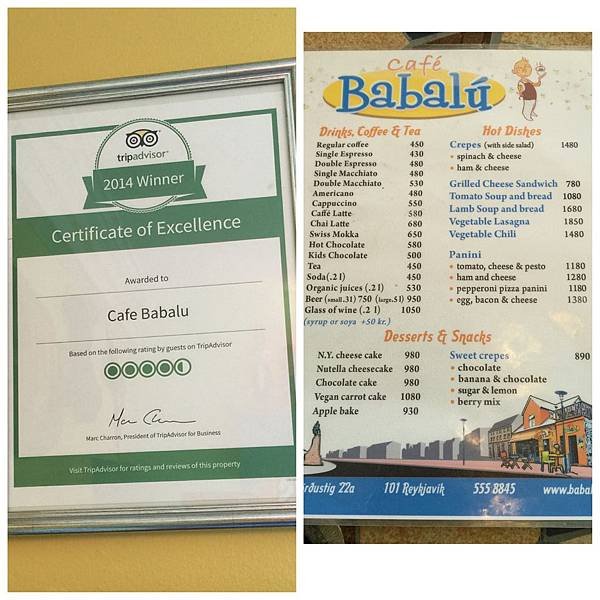 tripadvisor®
2014 Winner
Certificate of Excellence
Awarded to
Cafe Babalu
Based on the following rating by guests on TripAdvisor
Marc Charron, President of TripAdvisor for Business
Visit TripAdvisor for ratings and reviews of this property
café
Babalú
Drinks, Coffee & Tea
Regular coffee 450
Single Espresso 430
Double Espresso 480
Single Macchiato 480
Double Macchiato 530
Americano 480
Cappuccino 550
Caffé Latte 580
Chai Latte 680
Swiss Mokka 650
Hot Chocolate 580
Kids Chocolate 500
Tea 450
Soda(.2 l) 450
Organic juices (.2 l) 530
Beer (small .3l) 750 (large.5 l) 950
Glass of wine (.2 l) 1050
(syrup or soya +50 kr.)
Hot Dishes
Crepes (with side salad) 1480
• spinach & cheese
• ham & cheese
Grilled Cheese Sandwich 780
Tomato Soup and bread 1080
Lamb Soup and bread 1680
Vegetable Lasagna 1850
Vegetable Chili 1480
Panini
• tomato, cheese & pesto 1180
• ham and cheese 1280
• pepperoni pizza panini 1180
• egg, bacon & cheese 1380
Desserts & Snacks
N.Y. cheese cake 980
Nutella cheesecake 980
Chocolate cake 980
Vegan carrot cake 1080
Apple bake 930
Sweet crepes 890
• chocolate
• banana & chocolate
• sugar & lemon
• berry mix
rðustig 22a 101 Reykjavik 555 8845 www.babal